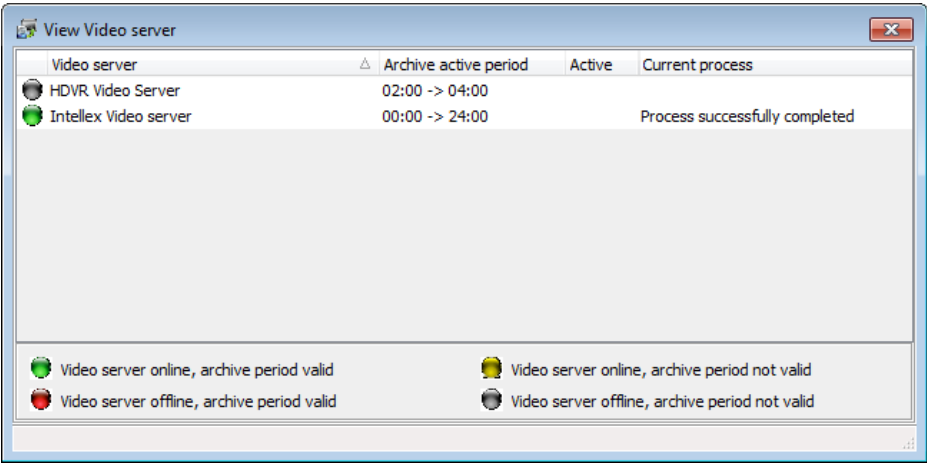 View Video server
Video server Archive active period Active Current process
HDVR Video Server 02:00 -> 04:00
Intellex Video server 00:00 -> 24:00 Process successfully completed
Video server online, archive period valid Video server online, archive period not valid
Video server offline, archive period valid Video server offline, archive period not valid